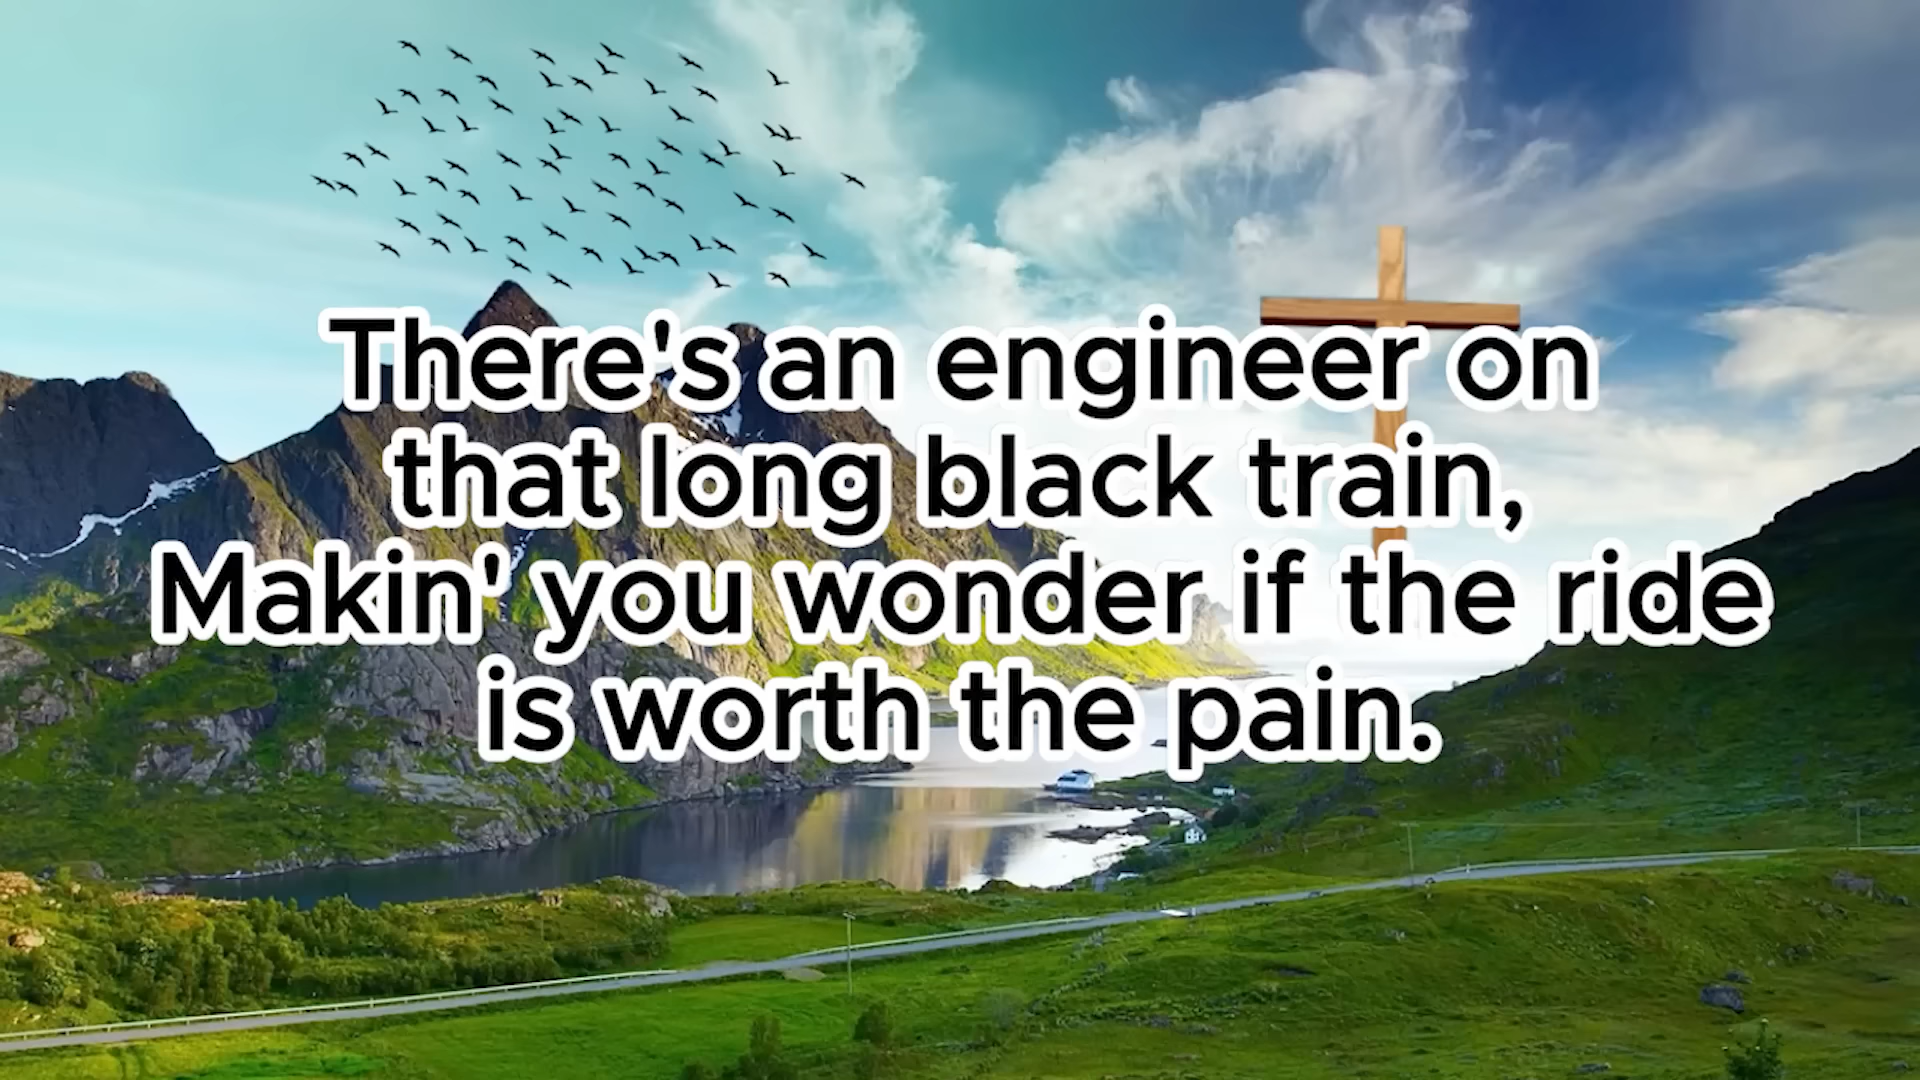 There's an engineer on
that long black train,
Makin' you wonder if the ride
is worth the pain.